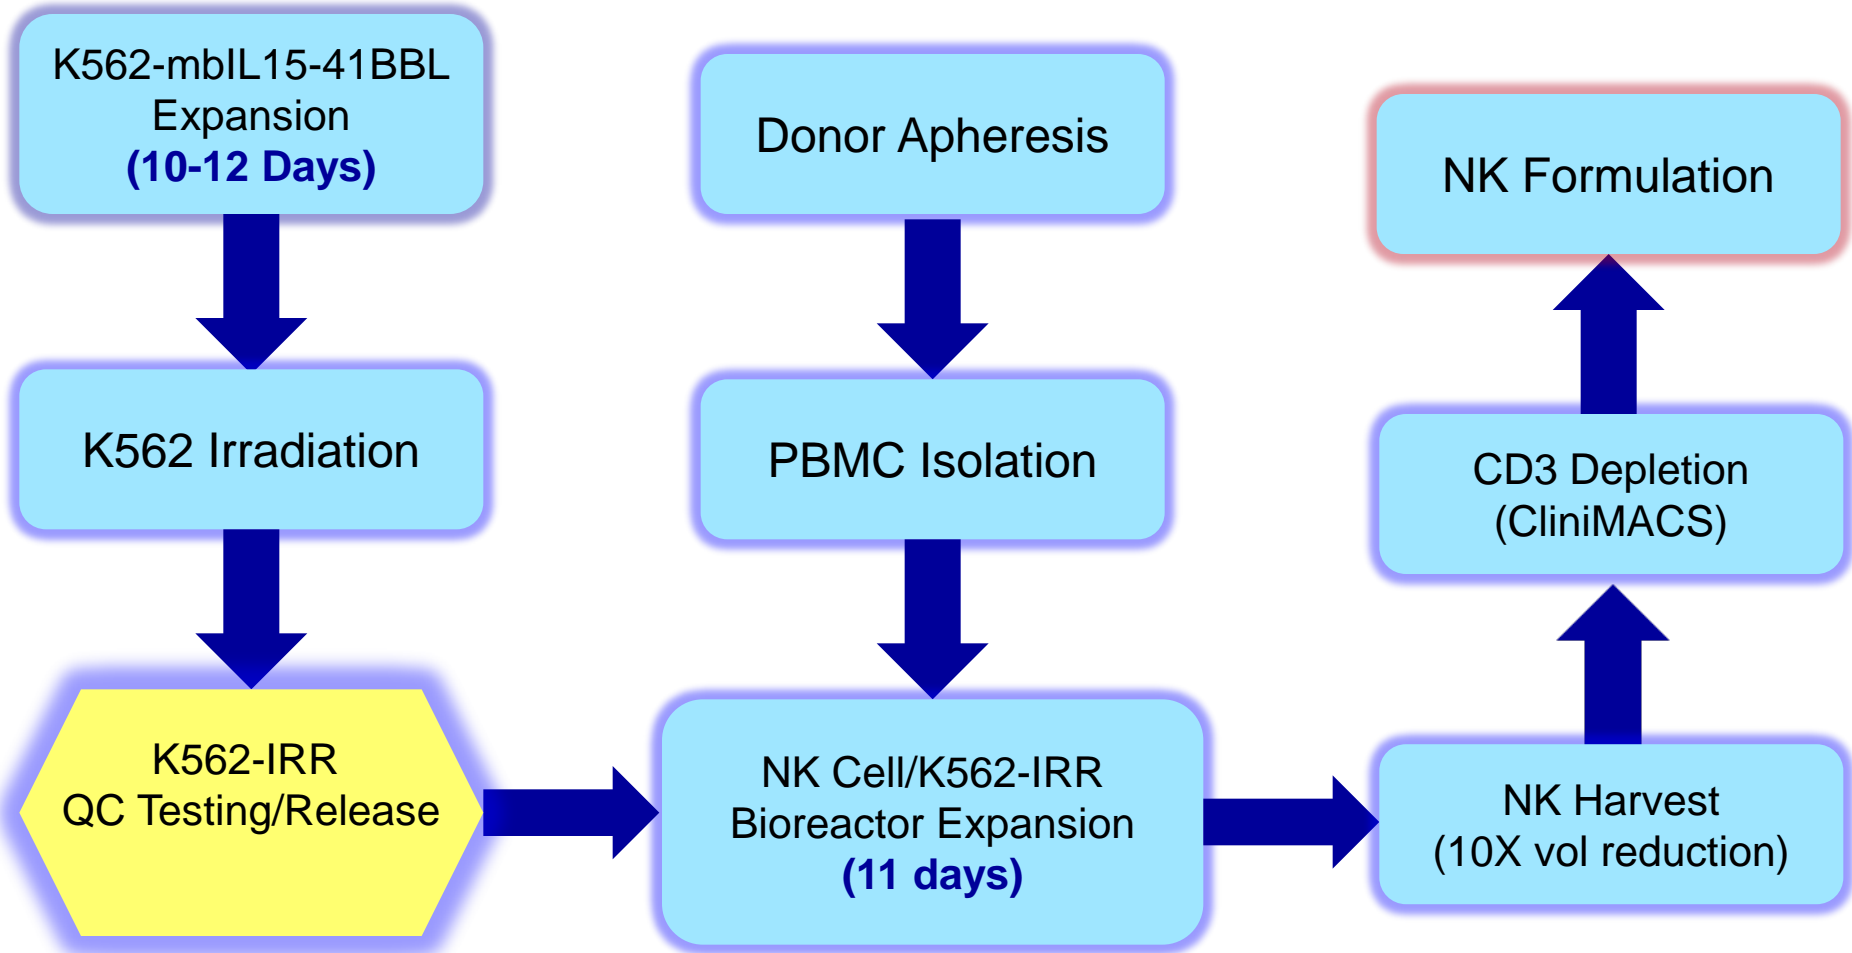 K562-mbIL15-41BBL
Expansion
(10-12 Days)
K562 Irradiation
K562-IRR
QC Testing/Release
Donor Apheresis
PBMC Isolation
NK Cell/K562-IRR
Bioreactor Expansion
(11 days)
NK Harvest
(10X vol reduction)
CD3 Depletion
(CliniMACS)
NK Formulation